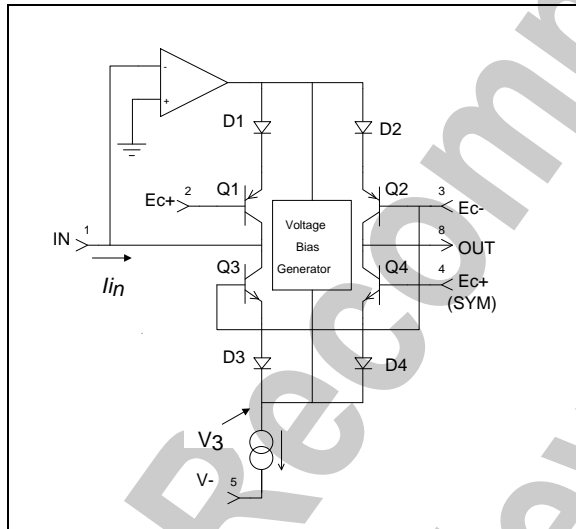 -
+
D1
D2
Q1
Q2
2
3
Ec+
Ec-
Voltage
Bias
Generator
1
IN
8
OUT
Iin
Q3
Q4
4
Ec+
(SYM)
D3
D4
V3
V-
5
Recomm